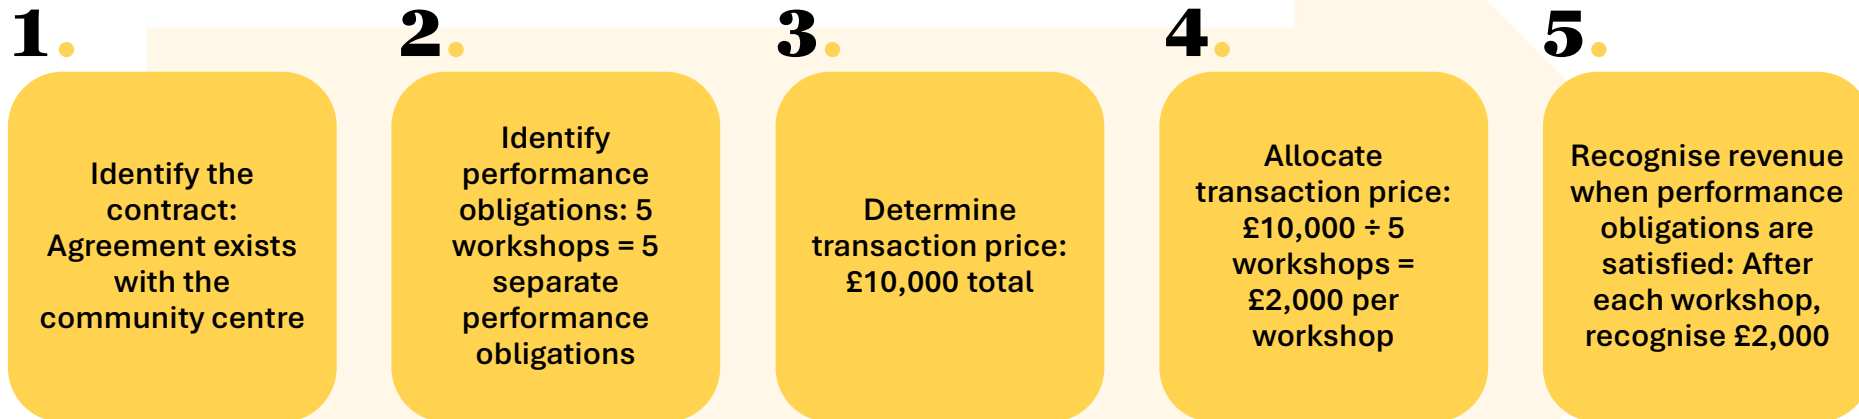 1.
Identify the
contract:
Agreement exists
with the
community centre
2.
Identify
performance
obligations: 5
workshops = 5
separate
performance
obligations
3.
Determine
transaction price:
£10,000 total
4.
Allocate
transaction price:
£10,000 ÷ 5
workshops =
£2,000 per
workshop
5.
Recognise revenue
when performance
obligations are
satisfied: After
each workshop,
recognise £2,000